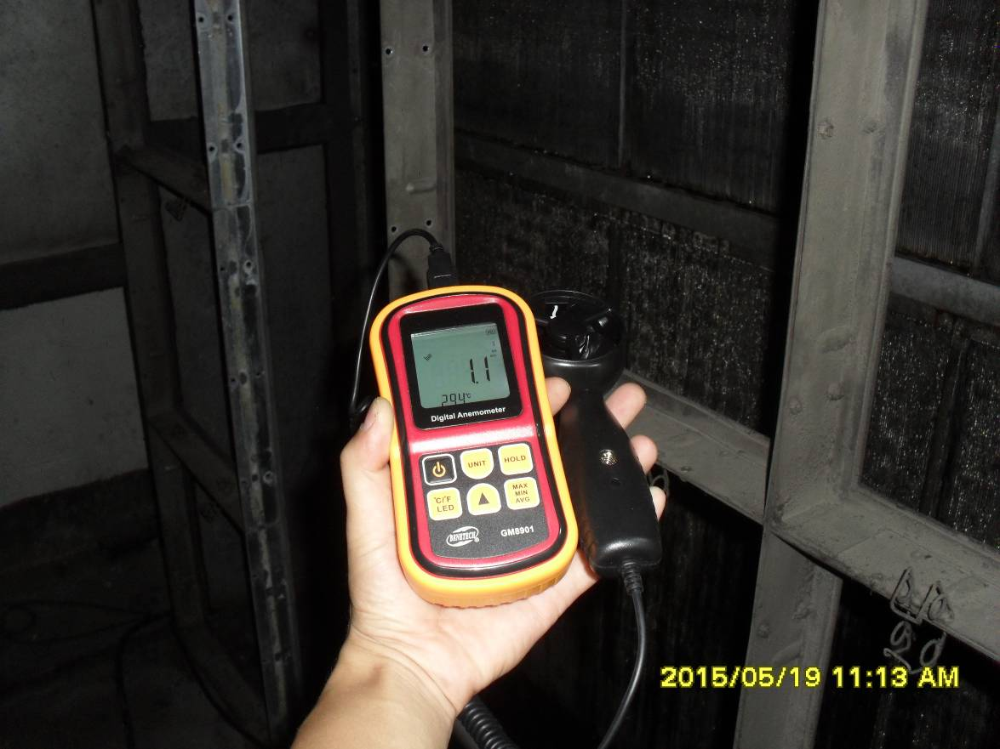 1.1
29.4°C
Digital Anemometer
UNIT
HOLD
°C/°F
LED
MAX
MIN
AVG
BENETECH®
GM8901
2015/05/19 11:13 AM